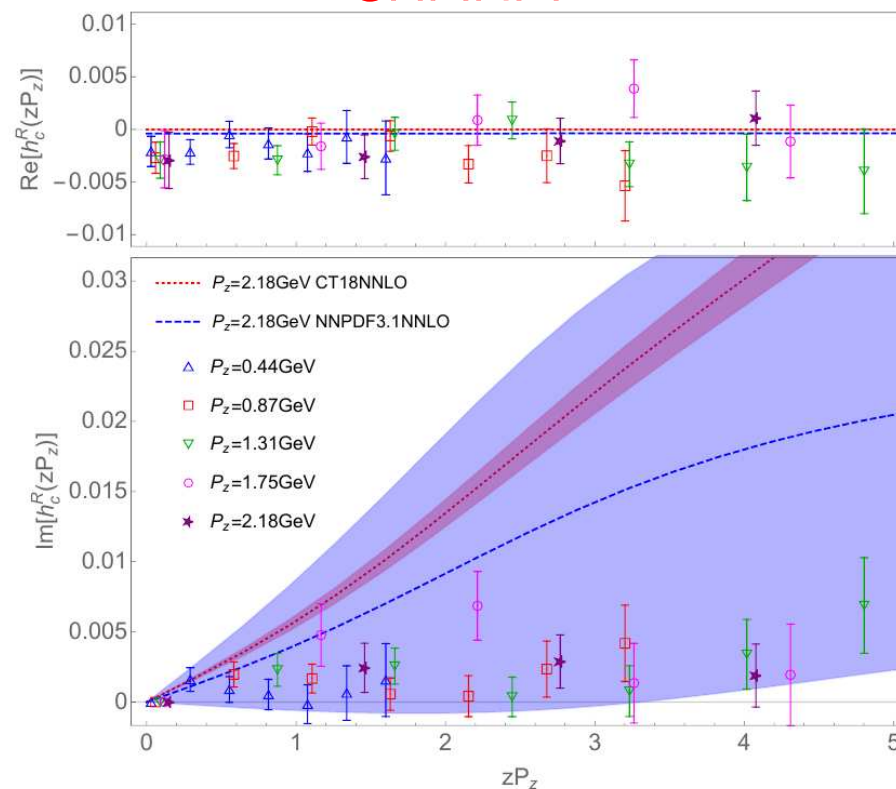 0.01
0.005
0
−0.005
−0.01
Re[h_c^R(zP_z)]
0.03
0.025
0.02
0.015
0.01
0.005
0
Im[h_c^R(zP_z)]
P_z=2.18GeV CT18NNLO
P_z=2.18GeV NNPDF3.1NNLO
P_z=0.44GeV
P_z=0.87GeV
P_z=1.31GeV
P_z=1.75GeV
P_z=2.18GeV
0 1 2 3 4 5
zP_z